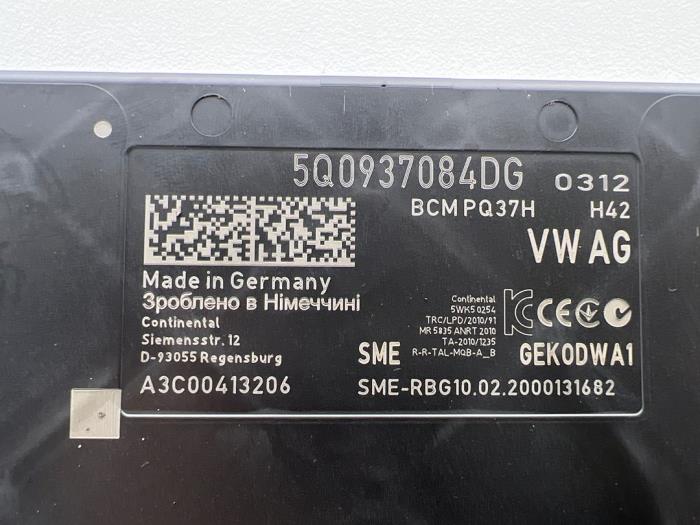 5Q0937084DG 0312
BCM PQ37H H42
VW AG
Made in Germany
Зроблено в Німеччині
Continental
Siemensstr. 12
D-93055 Regensburg
A3C00413206
Continental
5WK5 0254
TRC/LPD/2010/91
MR 5835 ANRT 2010
TA-2010/1235
R-R-TAL-MQB-A_B
CE
SME
GEK0DWA1
SME-RBG10.02.2000131682